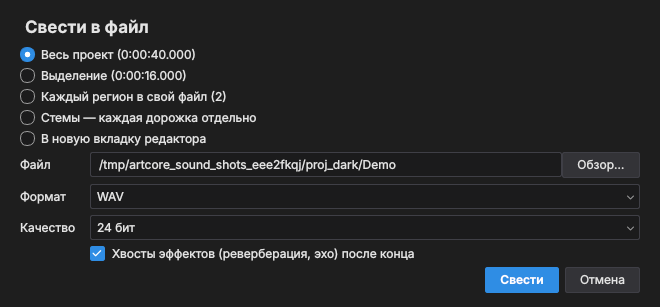 Свести в файл
Весь проект (0:00:40.000)
Выделение (0:00:16.000)
Каждый регион в свой файл (2)
Стемы — каждая дорожка отдельно
В новую вкладку редактора
Файл /tmp/artcore_sound_shots_eee2fkqj/proj_dark/Demo Обзор...
Формат WAV
Качество 24 бит
Хвосты эффектов (реверберация, эхо) после конца
Свести Отмена